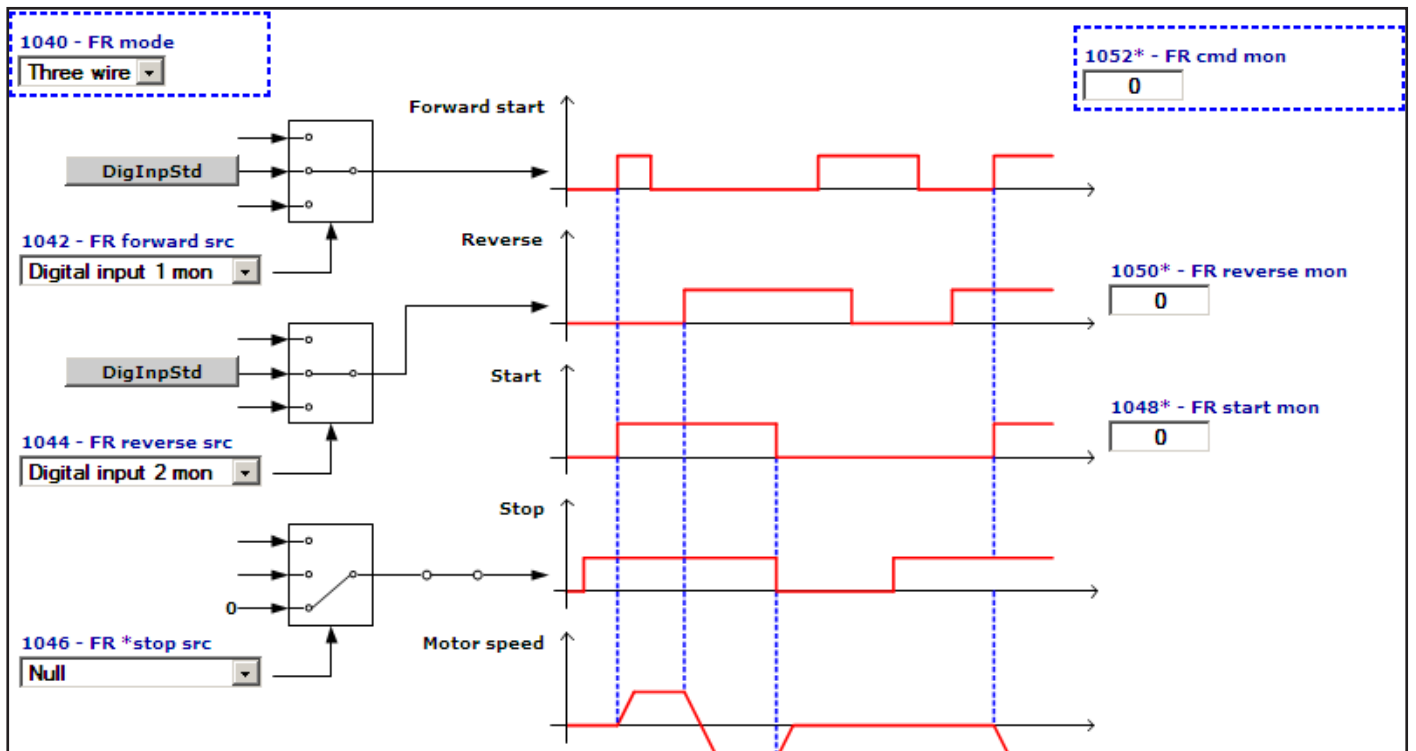 1040 - FR mode
Three wire
1052* - FR cmd mon
0
Forward start
DigInpStd
1042 - FR forward src
Digital input 1 mon
Reverse
1050* - FR reverse mon
0
DigInpStd
Start
1044 - FR reverse src
Digital input 2 mon
1048* - FR start mon
0
Stop
0
1046 - FR *stop src
Null
Motor speed